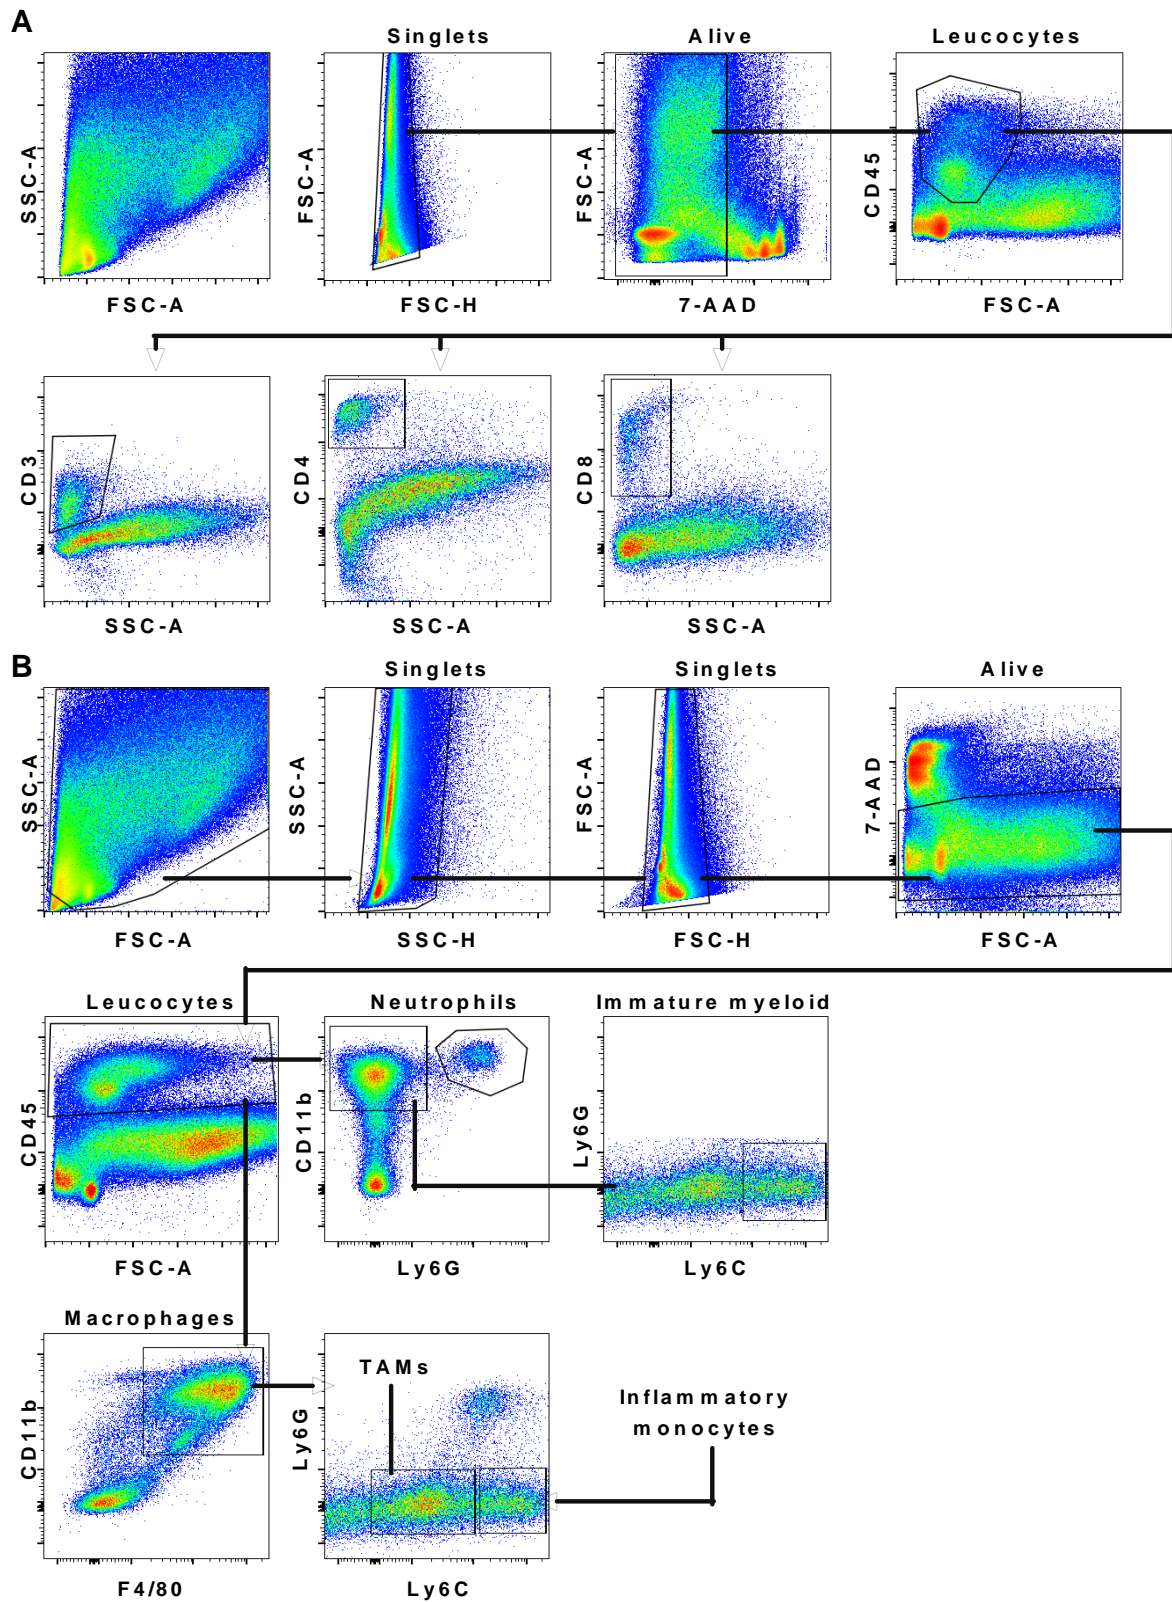 A
Singlets
Alive
Leucocytes
SSC-A
FSC-A
FSC-A
CD45
FSC-A
FSC-H
7-AAD
FSC-A
CD3
CD4
CD8
SSC-A
SSC-A
SSC-A
B
Singlets
Singlets
Alive
SSC-A
SSC-A
FSC-A
7-AAD
FSC-A
SSC-H
FSC-H
FSC-A
Leucocytes
Neutrophils
Immature myeloid
CD45
CD11b
Ly6G
FSC-A
Ly6G
Ly6C
Macrophages
TAMs
Inflammatory
monocytes
CD11b
Ly6G
F4/80
Ly6C